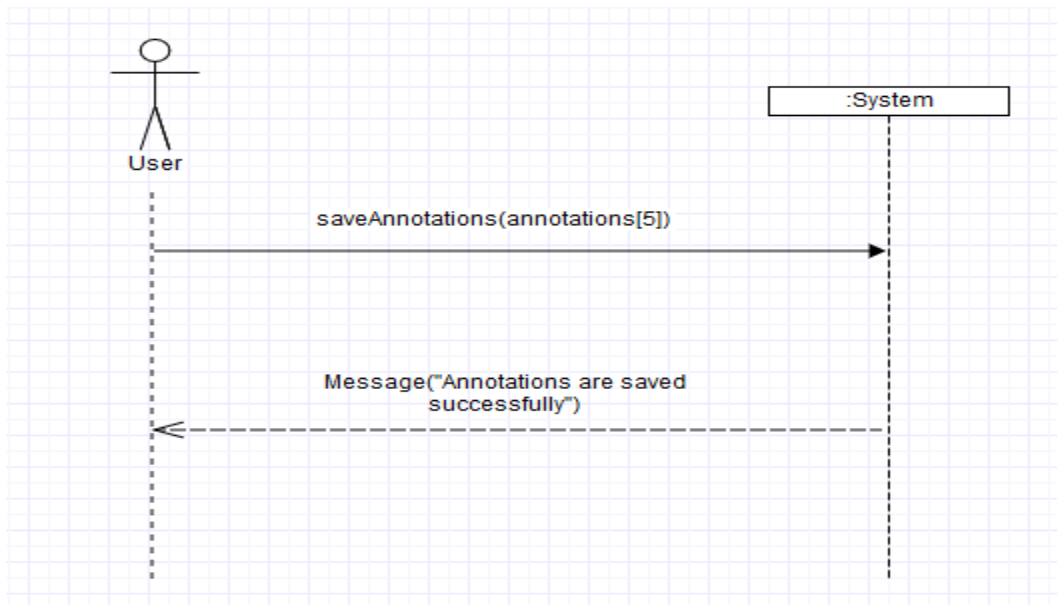 :System
User
saveAnnotations(annotations[5])
Message("Annotations are saved
successfully")